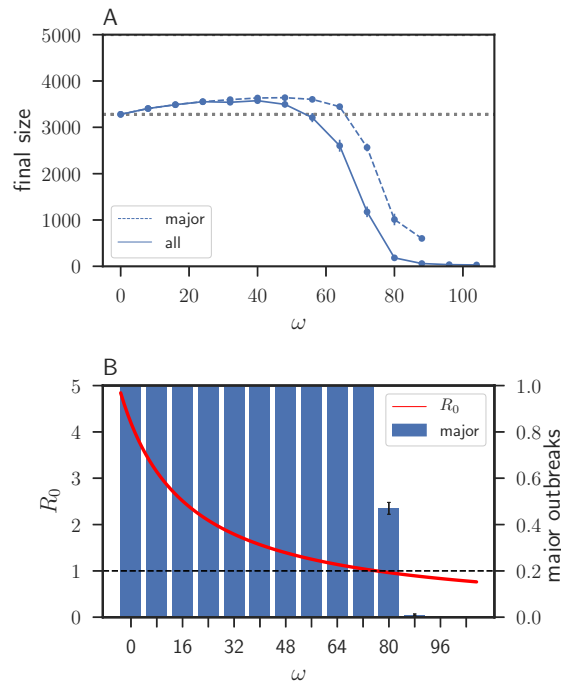 A
5000
4000
3000
2000
1000
0
final size
major
all
0 20 40 60 80 100
ω
B
5
4
3
2
1
0
R0
R0
major
1.0
0.8
0.6
0.4
0.2
0.0
major outbreaks
0 16 32 48 64 80 96
ω